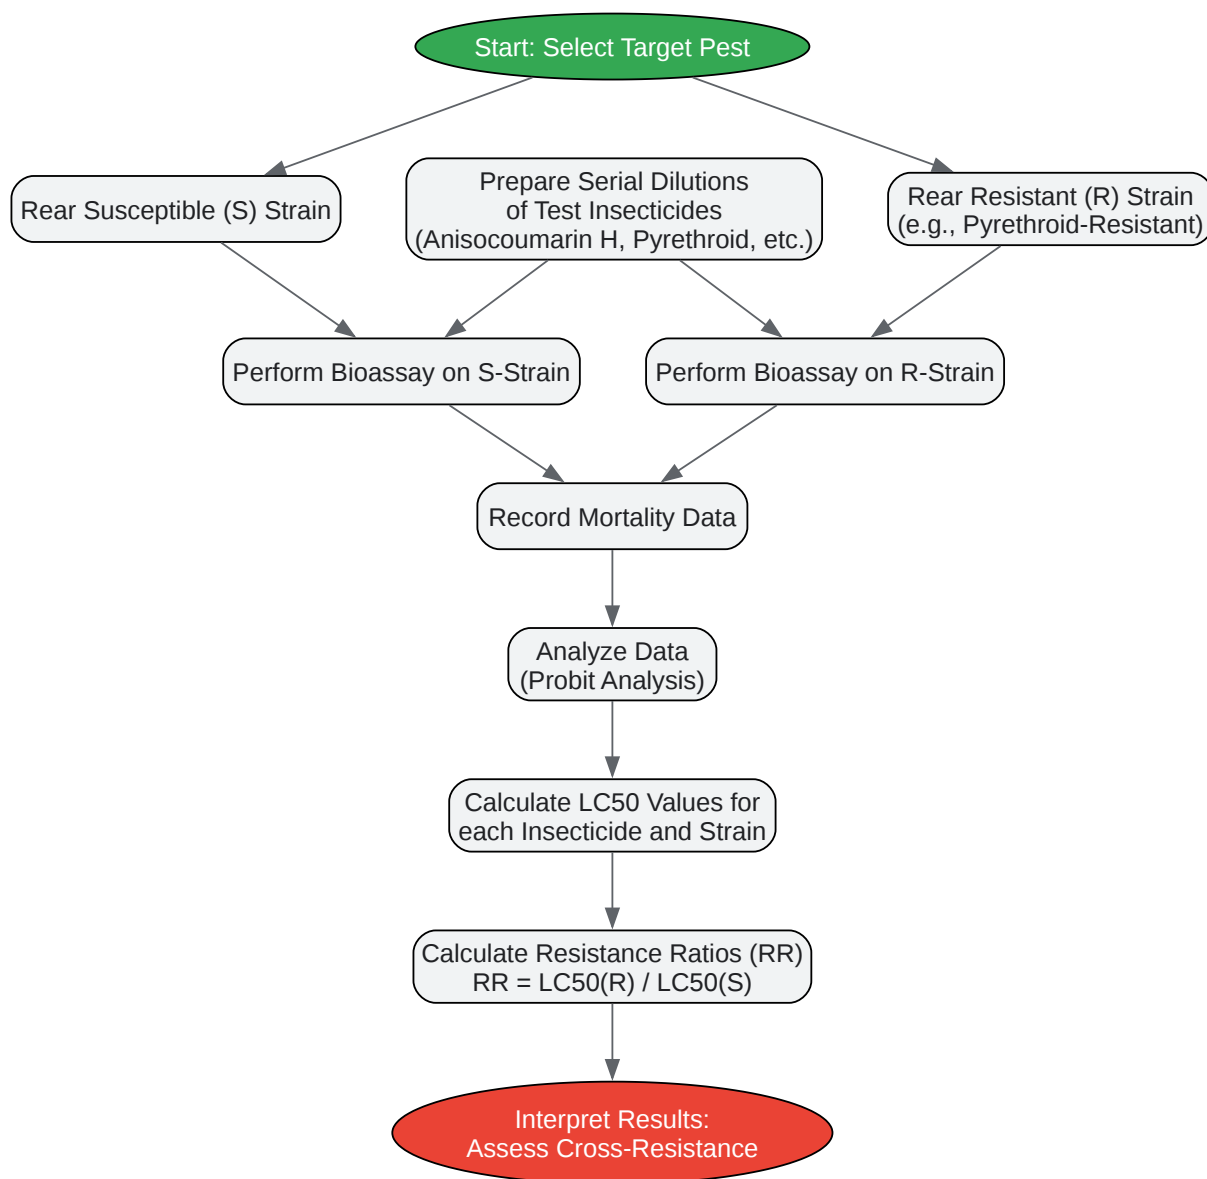 Start: Select Target Pest
Rear Susceptible (S) Strain
Prepare Serial Dilutions
of Test Insecticides
(Anisocoumarin H, Pyrethroid, etc.)
Rear Resistant (R) Strain
(e.g., Pyrethroid-Resistant)
Perform Bioassay on S-Strain
Perform Bioassay on R-Strain
Record Mortality Data
Analyze Data
(Probit Analysis)
Calculate LC50 Values for
each Insecticide and Strain
Calculate Resistance Ratios (RR)
RR = LC50(R) / LC50(S)
Interpret Results:
Assess Cross-Resistance